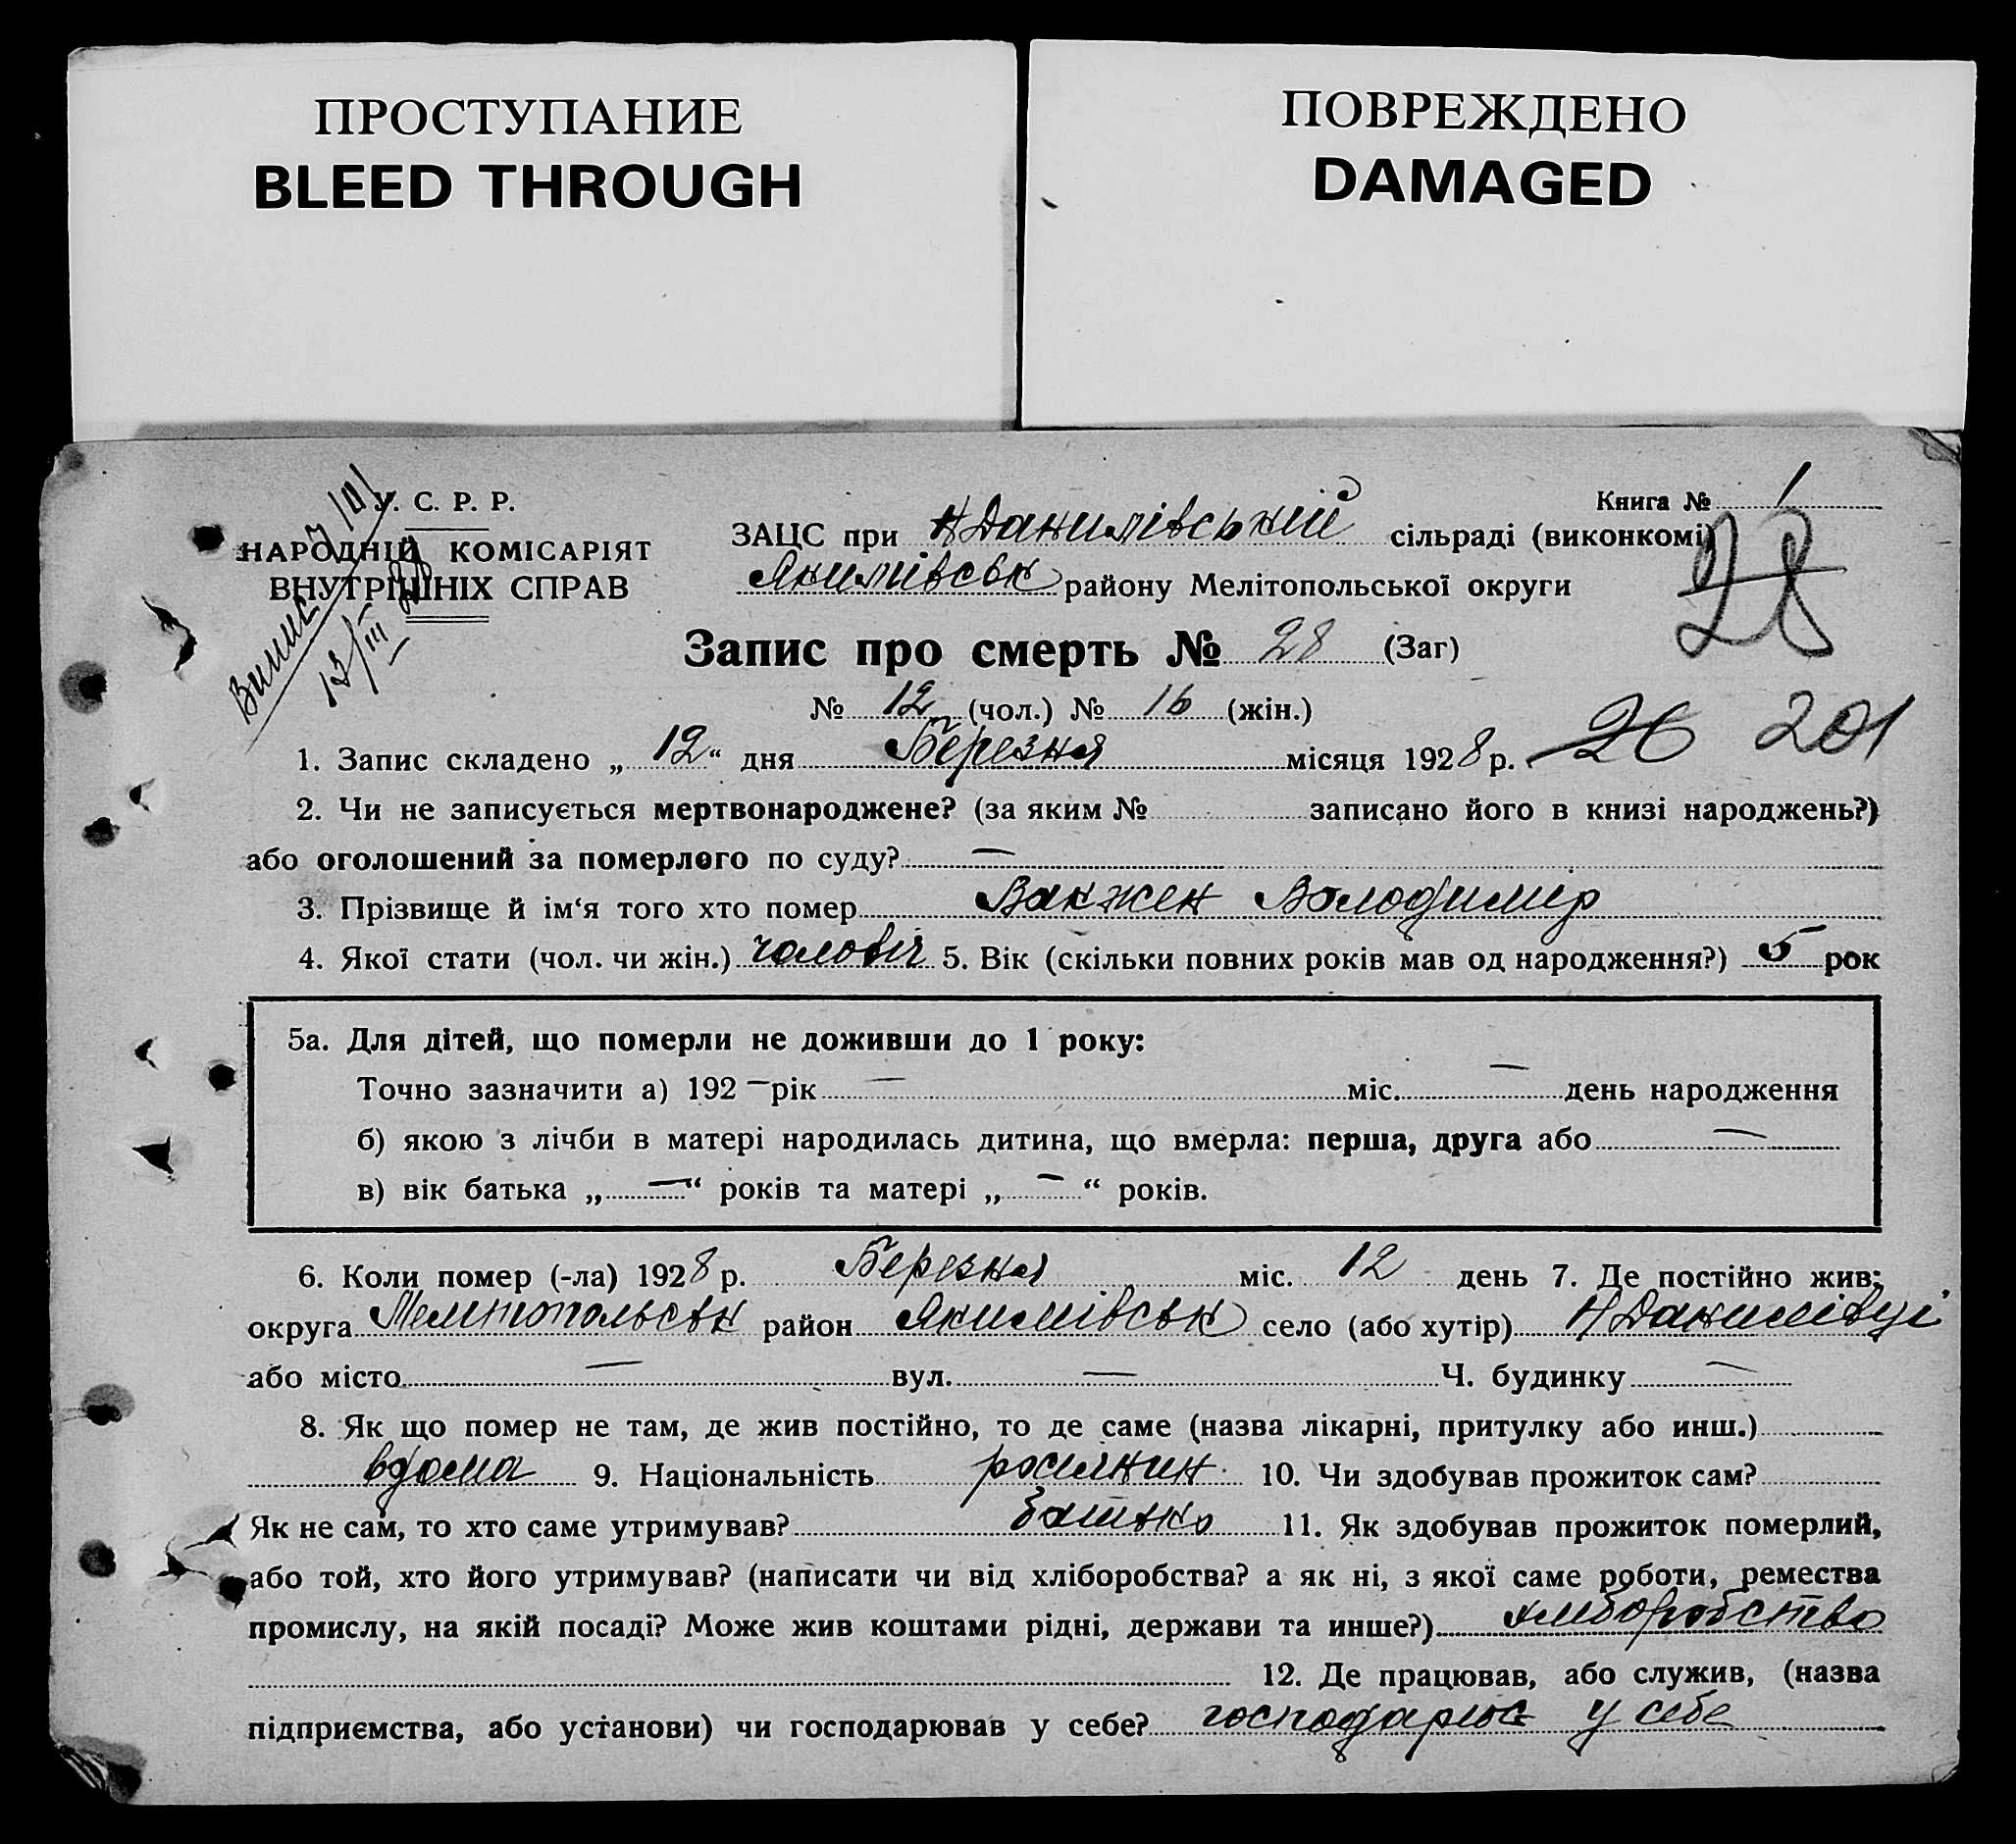 ПРОСТУПАНИЕ
BLEED THROUGH
ПОВРЕЖДЕНО
DAMAGED
У. С. Р. Р.
НАРОДНІЙ КОМІСАРІЯТ
ВНУТРІШНІХ СПРАВ
13/III
Книга № 1
ЗАЦС при Н Данилівській сільраді (виконкомі)
Якимівськ району Мелітопольської округи
28
Запис про смерть № 28 (Заг)
№ 12 (чол.) № 16 (жін.)
1. Запис складено „ 12 “ дня Березня місяця 1928 р. 26 201
2. Чи не записується мертвонароджене? (за яким № записано його в книзі народжень?)
або оголошений за померлого по суду? —
3. Прізвище й ім‘я того хто помер Вакжен Володимир
4. Якої стати (чол. чи жін.) чоловіч 5. Вік (скільки повних років мав од народження?) 5 рок
5а. Для дітей, що померли не доживши до 1 року:
Точно зазначити а) 192 — рік — міс. — день народження
б) якою з лічби в матері народилась дитина, що вмерла: перша, друга або —
в) вік батька „ — “ років та матері „ — “ років.
6. Коли помер (-ла) 1928 р. Березня міс. 12 день 7. Де постійно жив:
округа Мелітопольськ район Якимівськ село (або хутір) Н Данилівці
або місто — вул. — Ч. будинку —
8. Як що помер не там, де жив постійно, то де саме (назва лікарні, притулку або инш.)
вдома 9. Національність росіянин 10. Чи здобував прожиток сам?
Як не сам, то хто саме утримував? батько 11. Як здобував прожиток померлий,
або той, хто його утримував? (написати чи від хліборобства? а як ні, з якої саме роботи, ремества
промислу, на якій посаді? Може жив коштами рідні, держави та инше?) хліборобство
12. Де працював, або служив, (назва
підприємства, або установи) чи господарював у себе? господарює у себе